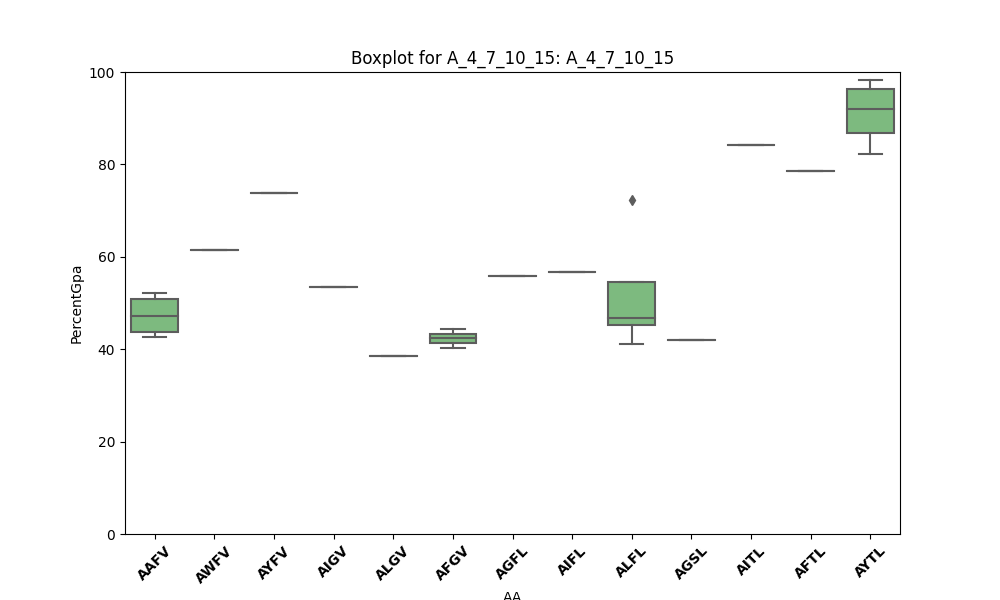 Boxplot for A_4_7_10_15: A_4_7_10_15
100
80
60
40
20
0
PercentGpa
AAFV AWFV AYFV AIGV ALGV AFGV AGFL AIFL ALFL AGSL AITL AFTL AYTL
AA